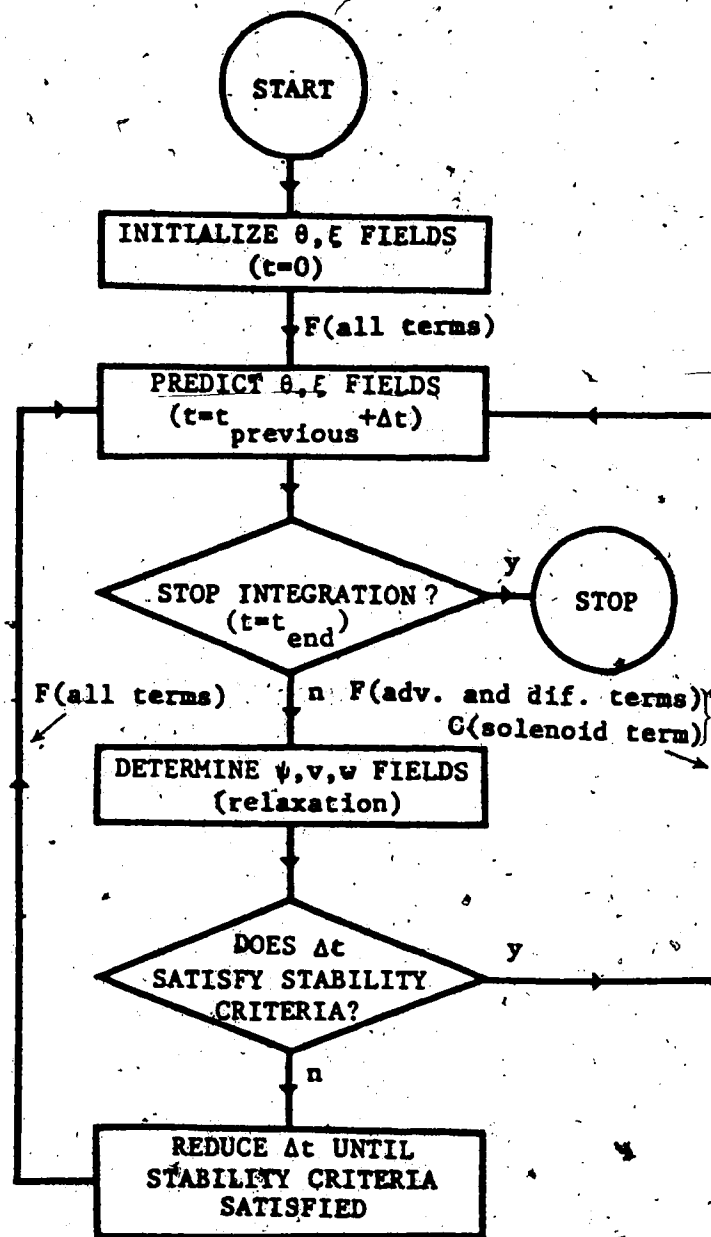 START
INITIALIZE θ,ξ FIELDS
(t=0)
F(all terms)
PREDICT θ,ξ FIELDS
(t=t previous +Δt)
STOP INTEGRATION?
(t=t end)
y
STOP
F(all terms)
n
F(adv. and dif. terms)
C(solenoid term)
DETERMINE ψ,v,w FIELDS
(relaxation)
DOES Δt
SATISFY STABILITY
CRITERIA?
y
n
REDUCE Δt UNTIL
STABILITY CRITERIA
SATISFIED